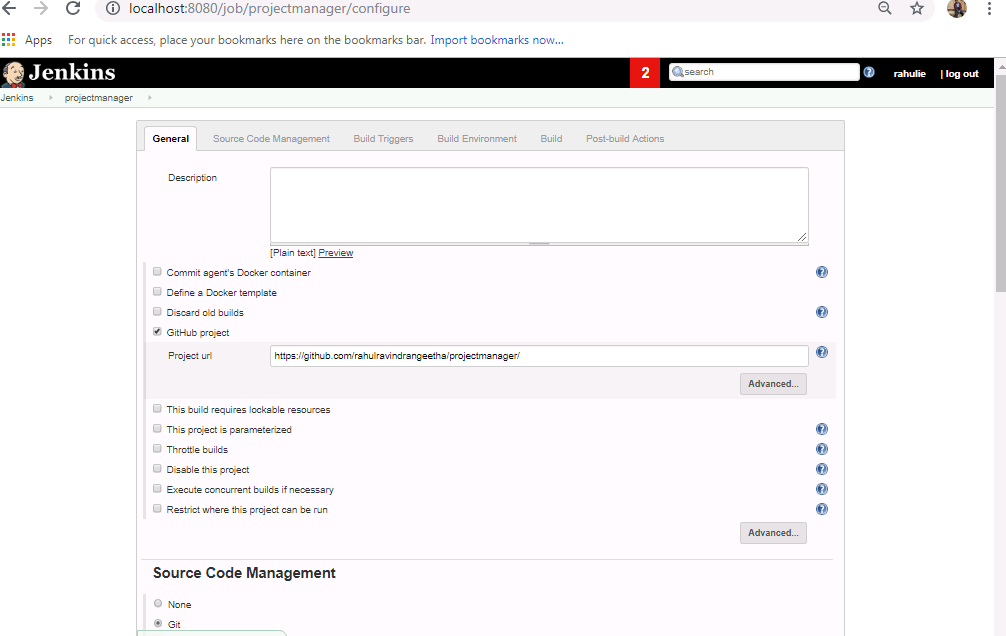 localhost:8080/job/projectmanager/configure
Apps For quick access, place your bookmarks here on the bookmarks bar. Import bookmarks now...
Jenkins 2 search rahulie | log out
Jenkins projectmanager
General Source Code Management Build Triggers Build Environment Build Post-build Actions
Description
[Plain text] Preview
Commit agent's Docker container
Define a Docker template
Discard old builds
GitHub project
Project url https://github.com/rahulravindrangeetha/projectmanager/
Advanced...
This build requires lockable resources
This project is parameterized
Throttle builds
Disable this project
Execute concurrent builds if necessary
Restrict where this project can be run
Advanced...
Source Code Management
None
Git